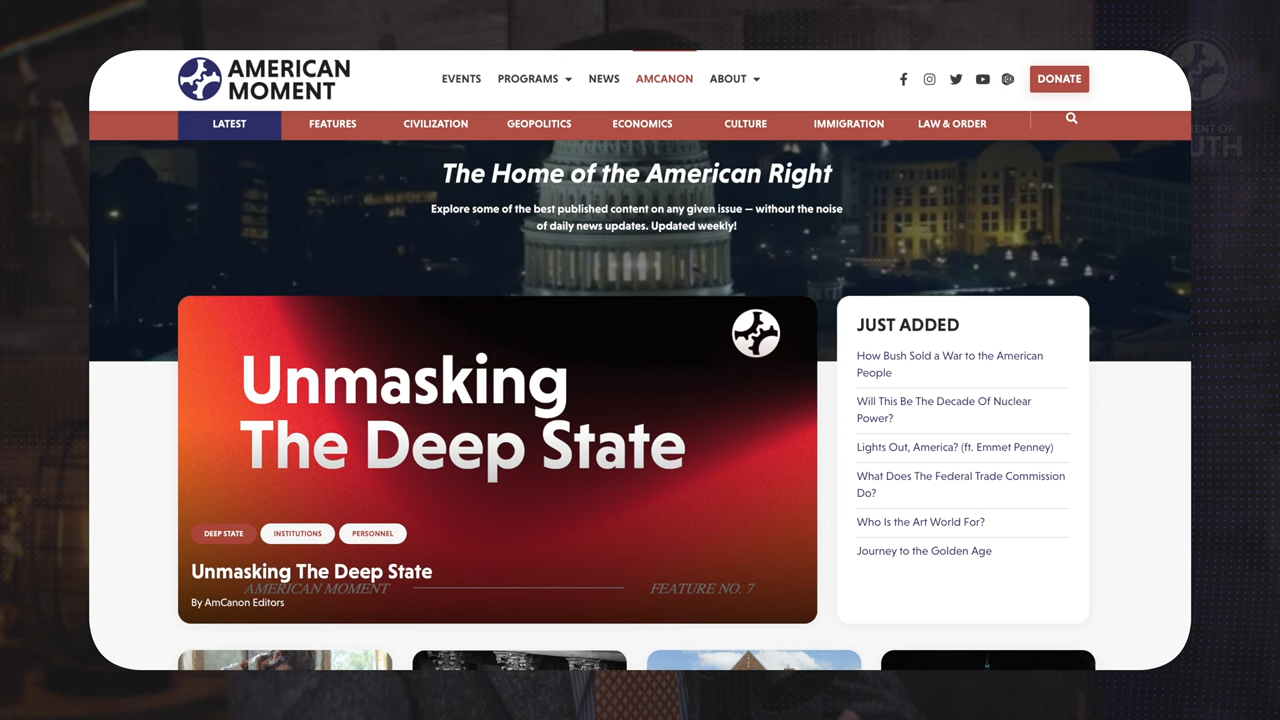 AMERICAN
MOMENT
EVENTS PROGRAMS NEWS AMCANON ABOUT
DONATE
LATEST FEATURES CIVILIZATION GEOPOLITICS ECONOMICS CULTURE IMMIGRATION LAW & ORDER
The Home of the American Right
Explore some of the best published content on any given issue — without the noise
of daily news updates. Updated weekly!
Unmasking
The Deep State
DEEP STATE INSTITUTIONS PERSONNEL
Unmasking The Deep State
AMERICAN MOMENT FEATURE NO. 7
By AmCanon Editors
JUST ADDED
How Bush Sold a War to the American
People
Will This Be The Decade Of Nuclear
Power?
Lights Out, America? (ft. Emmet Penney)
What Does The Federal Trade Commission
Do?
Who Is the Art World For?
Journey to the Golden Age